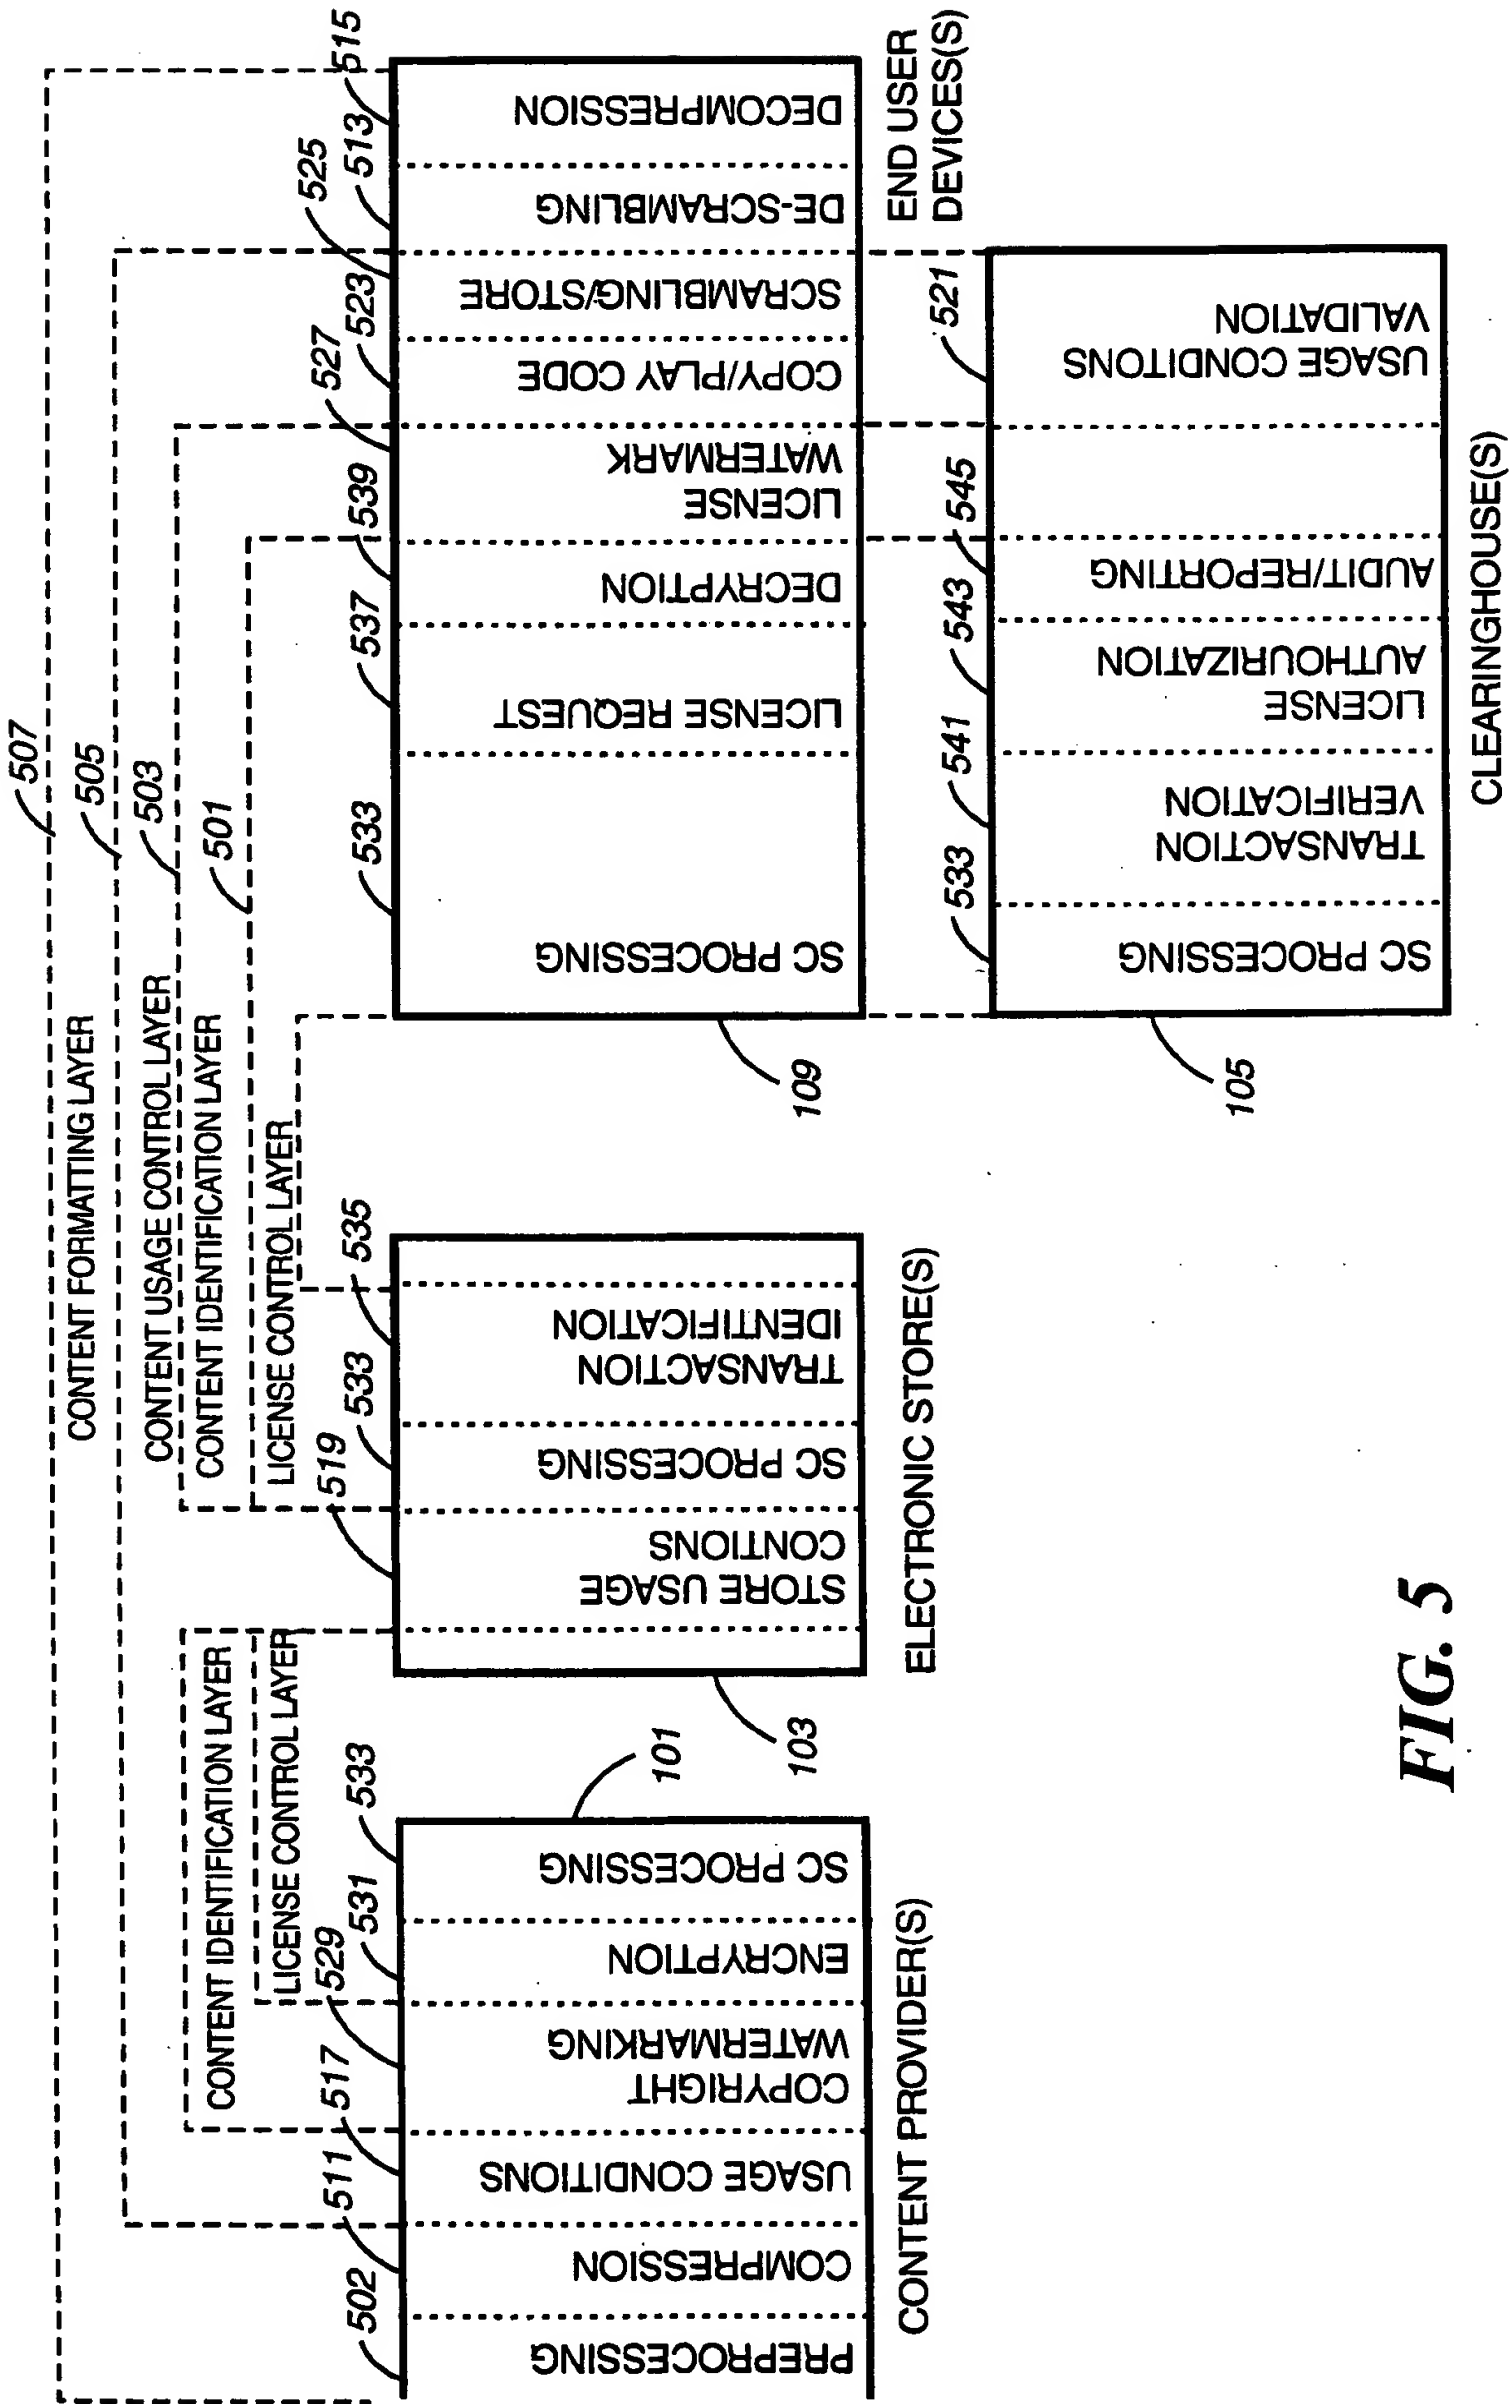 507
505
503
501
CONTENT FORMATTING LAYER
CONTENT USAGE CONTROL LAYER
CONTENT IDENTIFICATION LAYER
LICENSE CONTROL LAYER
CONTENT IDENTIFICATION LAYER
LICENSE CONTROL LAYER
502
511
517
529
531
533
PREPROCESSING
COMPRESSION
USAGE CONDITIONS
COPYRIGHT
WATERMARKING
ENCRYPTION
SC PROCESSING
101
CONTENT PROVIDER(S)
519
533
535
STORE USAGE
CONTIONS
SC PROCESSING
TRANSACTION
IDENTIFICATION
103
ELECTRONIC STORE(S)
533
537
539
527
523
525
513
515
SC PROCESSING
LICENSE REQUEST
DECRYPTION
LICENSE
WATERMARK
COPY/PLAY CODE
SCRAMBLING/STORE
DE-SCRAMBLING
DECOMPRESSION
109
END USER
DEVICES(S)
533
541
543
545
521
SC PROCESSING
TRANSACTION
VERIFICATION
LICENSE
AUTHOURIZATION
AUDIT/REPORTING
USAGE CONDITONS
VALIDATION
105
CLEARINGHOUSE(S)
FIG. 5